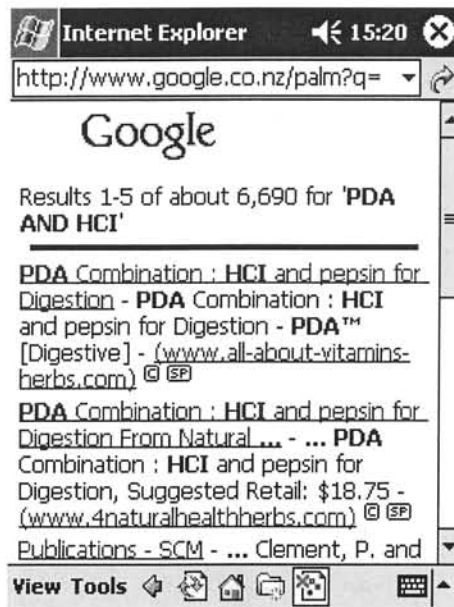 Internet Explorer 15:20
http://www.google.co.nz/palm?q=
Google
Results 1-5 of about 6,690 for 'PDA
AND HCI'
PDA Combination : HCI and pepsin for
Digestion - PDA Combination : HCI
and pepsin for Digestion - PDA™
[Digestive] - (www.all-about-vitamins-
herbs.com) C SP
PDA Combination : HCI and pepsin for
Digestion From Natural ... - ... PDA
Combination : HCI and pepsin for
Digestion, Suggested Retail: $18.75 -
(www.4naturalhealthherbs.com) C SP
Publications - SCM - ... Clement, P. and
View Tools